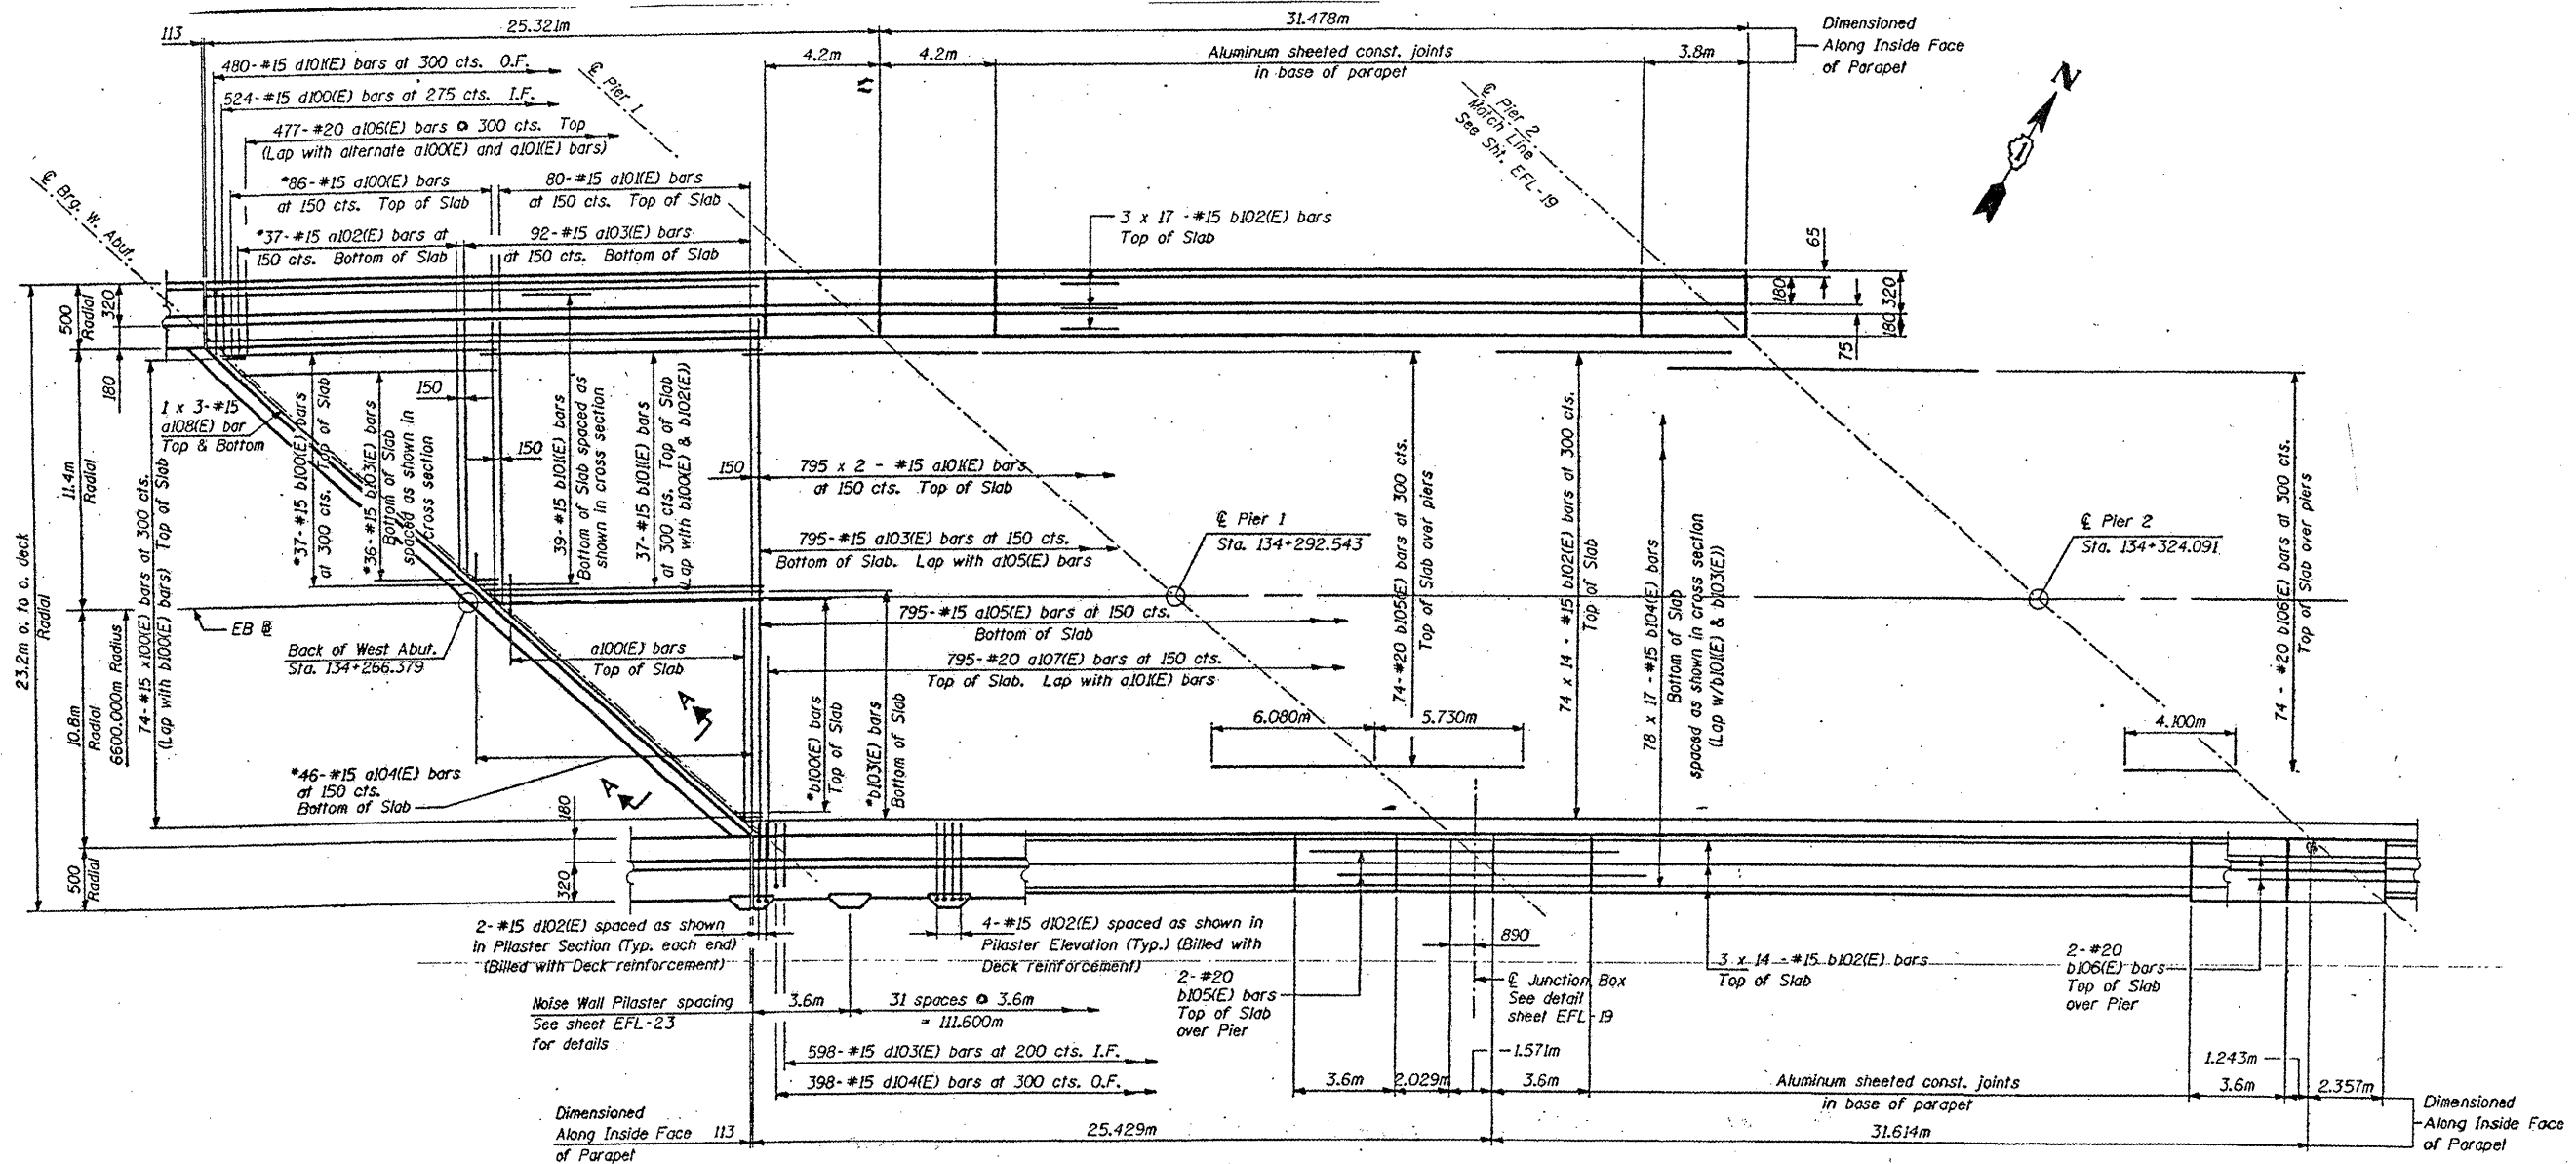 113
25.321m
31.478m
Dimensioned
Along Inside Face
of Parapet
4.2m
4.2m
Aluminum sheeted const. joints
in base of parapet
3.8m
480-#15 d101(E) bars at 300 cts. O.F.
524-#15 d100(E) bars at 275 cts. I.F.
477-#20 a106(E) bars @ 300 cts. Top
(Lap with alternate a100(E) and a101(E) bars)
*86-#15 a100(E) bars
at 150 cts. Top of Slab
80-#15 a101(E) bars
at 150 cts. Top of Slab
*37-#15 a102(E) bars at
150 cts. Bottom of Slab
92-#15 a103(E) bars
at 150 cts. Bottom of Slab
℄ Pier 1
℄ Brg. W. Abut.
℄ Pier 2
Match Line
See Sht. EFL-19
N
1
3 x 17 -#15 b102(E) bars
Top of Slab
65
180
320
180
75
500
Radial
320
180
11.4m
Radial
23.2m o. to o. deck
Radial
10.8m
Radial
6600.000m Radius
500
Radial
74-#15 x100(E) bars at 300 cts.
(Lap with b100(E) bars) Top of Slab
1 x 3-#15
a108(E) bar
Top & Bottom
*37-#15 b100(E) bars
at 300 cts. Top of Slab
*36-#15 b103(E) bars
Bottom of Slab
spaced as shown in
cross section
150
150
39-#15 b101(E) bars
Bottom of Slab spaced as
shown in cross section
37-#15 b101(E) bars
at 300 cts. Top of Slab
(Lap with b100(E) & b102(E))
150
795 x 2 - #15 a101(E) bars
at 150 cts. Top of Slab
795-#15 a103(E) bars at 150 cts.
Bottom of Slab. Lap with a105(E) bars
795-#15 a105(E) bars at 150 cts.
Bottom of Slab
795-#20 a107(E) bars at 150 cts.
Top of Slab. Lap with a101(E) bars
℄ Pier 1
Sta. 134+292.543
℄ Pier 2
Sta. 134+324.091
74-#20 b105(E) bars at 300 cts.
Top of Slab over piers
74 x 14 - #15 b102(E) bars at 300 cts.
Top of Slab
78 x 17 -#15 b104(E) bars
Bottom of Slab
spaced as shown in cross section
(Lap w/b101(E) & b103(E))
74 - #20 b106(E) bars at 300 cts.
Top of Slab over piers
EB ℞
Back of West Abut.
Sta. 134+266.379
a100(E) bars
Top of Slab
A
A
*46-#15 a104(E) bars
at 150 cts.
Bottom of Slab
*b100(E) bars
Top of Slab
*b103(E) bars
Bottom of Slab
6.080m
5.730m
4.100m
180
320
2-#15 d102(E) spaced as shown
in Pilaster Section (Typ. each end)
(Billed with Deck reinforcement)
4-#15 d102(E) spaced as shown in
Pilaster Elevation (Typ.) (Billed with
Deck reinforcement)
2-#20
b105(E) bars
Top of Slab
over Pier
890
℄ Junction Box
See detail
sheet EFL-19
3 x 14 -#15 b102(E) bars
Top of Slab
2-#20
b106(E) bars
Top of Slab
over Pier
Noise Wall Pilaster spacing
See sheet EFL-23
for details
3.6m
31 spaces @ 3.6m
= 111.600m
598-#15 d103(E) bars at 200 cts. I.F.
398-#15 d104(E) bars at 300 cts. O.F.
1.571m
1.243m
3.6m
2.029m
3.6m
Aluminum sheeted const. joints
in base of parapet
3.6m
2.357m
Dimensioned
Along Inside Face
of Parapet
113
25.429m
31.614m
Dimensioned
Along Inside Face
of Parapet